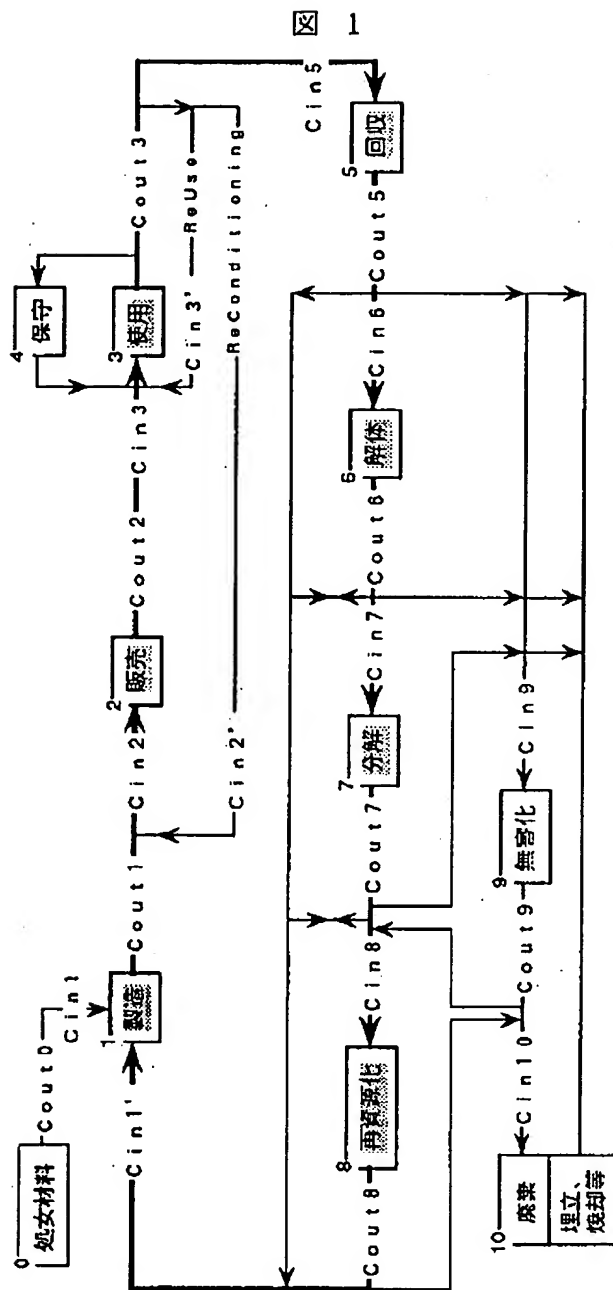 図 1
0
処女材料
Cout0
Cin1
1
製造
Cin1'
Cout1
Cin2
2
販売
Cout2
Cin3
3
使用
4
保守
Cout3
Cin3'
ReUse
Cin2'
ReConditioning
Cin5
5
回収
Cout5
Cin6
6
解体
Cout6
Cin7
7
分解
Cout7
Cin8
8
再資源化
Cout8
Cin9
9
無害化
Cout9
Cin10
10
廃棄
埋立、
焼却等